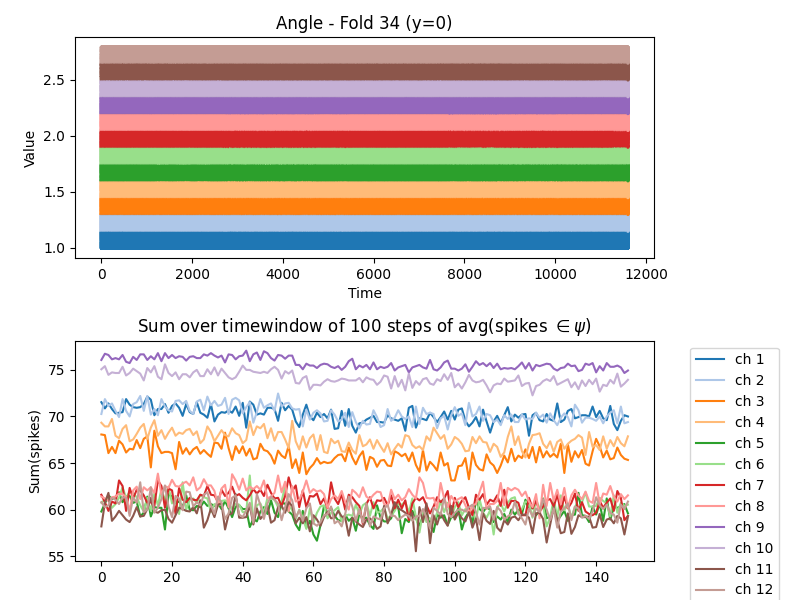 Angle - Fold 34 (y=0)
Value
2.5
2.0
1.5
1.0
0 2000 4000 6000 8000 10000 12000
Time
Sum over timewindow of 100 steps of avg(spikes ∈ ψ)
Sum(spikes)
75
70
65
60
55
0 20 40 60 80 100 120 140
ch 1
ch 2
ch 3
ch 4
ch 5
ch 6
ch 7
ch 8
ch 9
ch 10
ch 11
ch 12